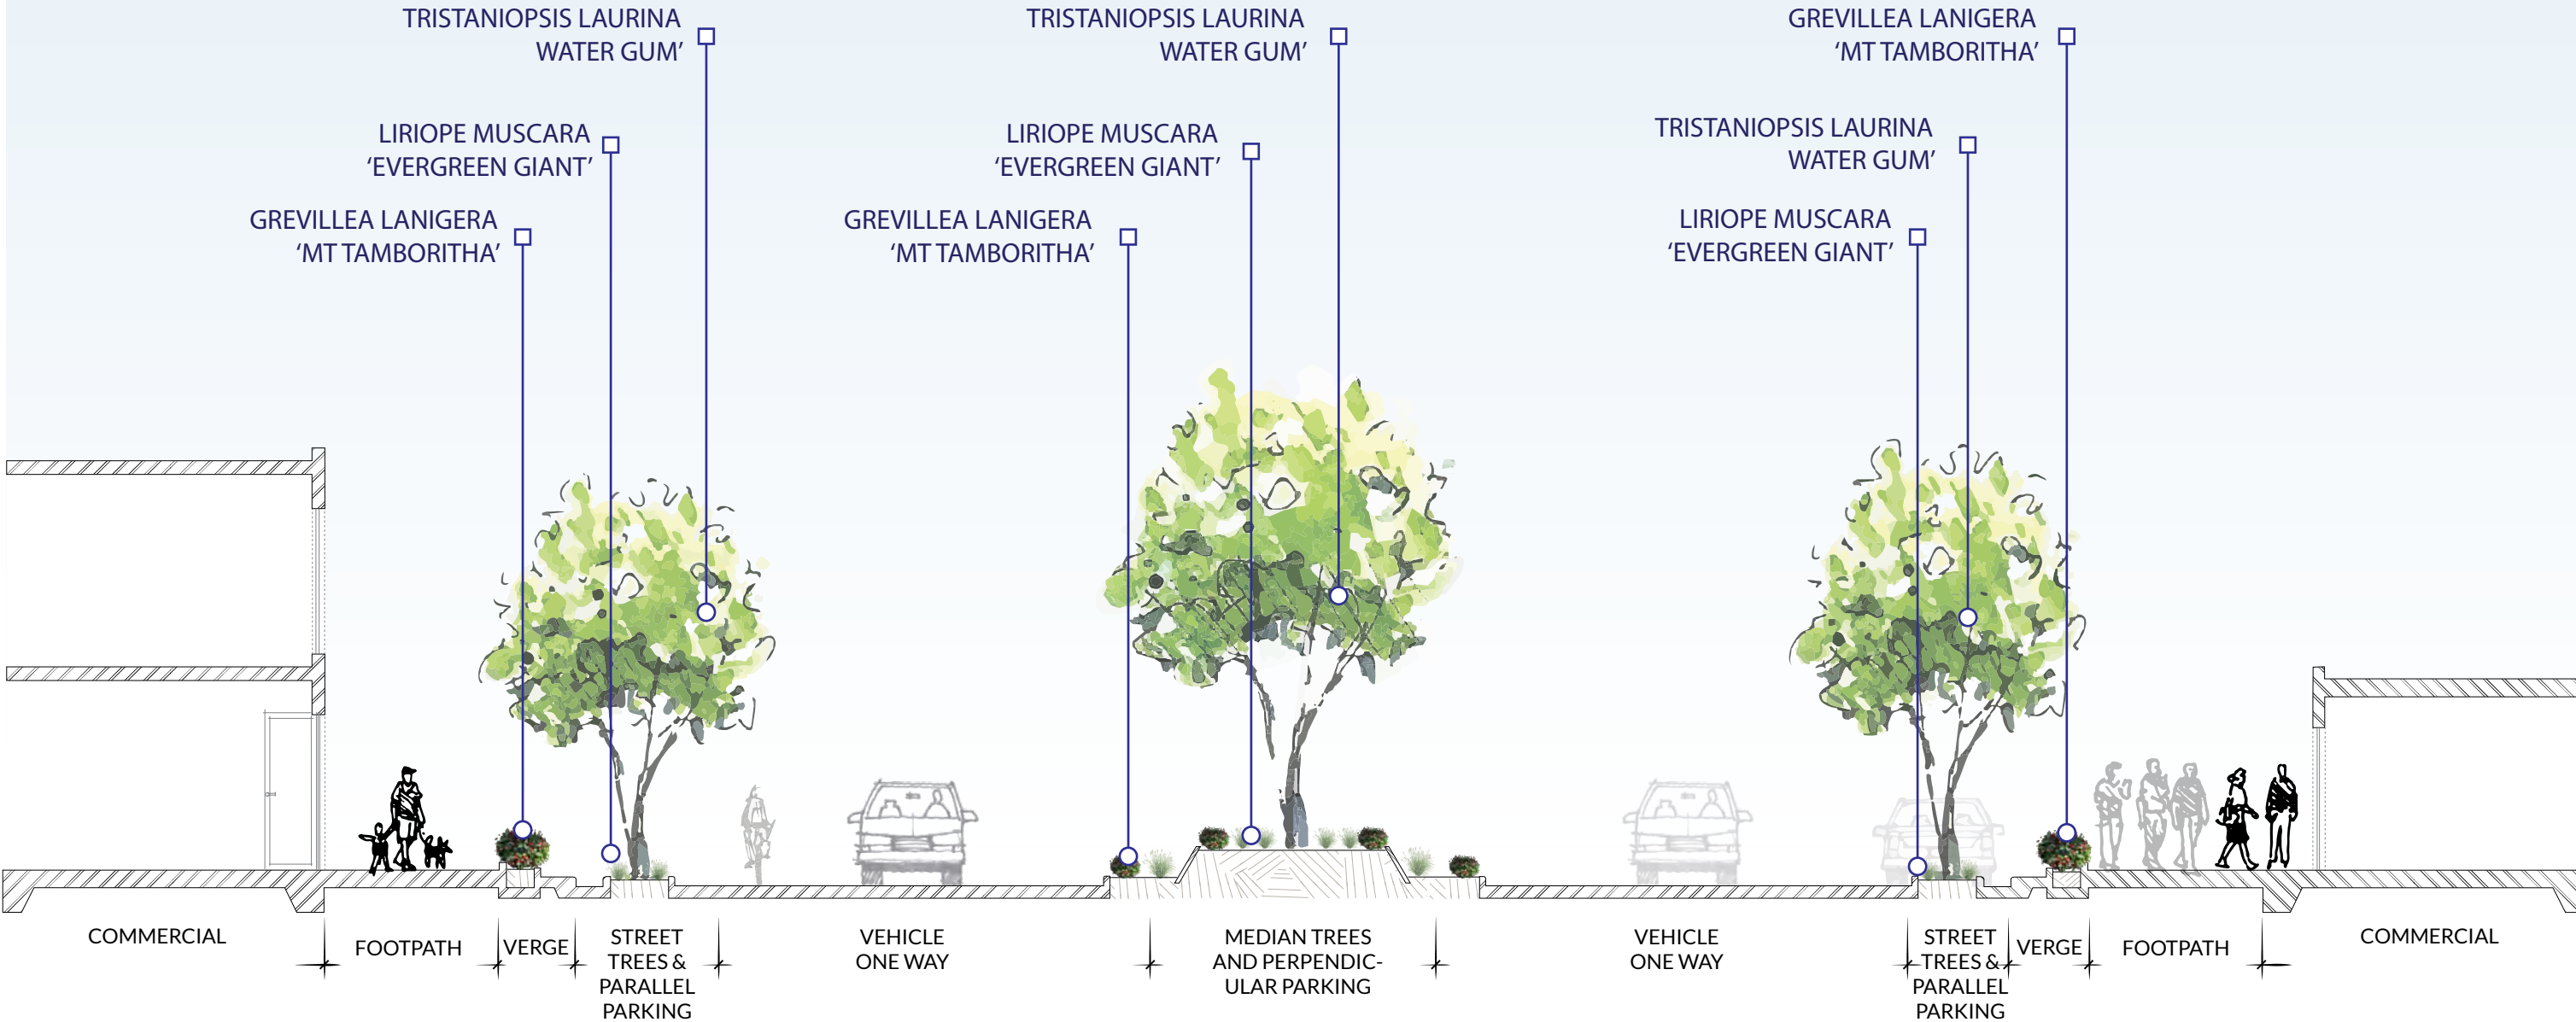 TRISTANIOPSIS LAURINA
WATER GUM’
LIRIOPE MUSCARA
‘EVERGREEN GIANT’
GREVILLEA LANIGERA
‘MT TAMBORITHA’
TRISTANIOPSIS LAURINA
WATER GUM’
LIRIOPE MUSCARA
‘EVERGREEN GIANT’
GREVILLEA LANIGERA
‘MT TAMBORITHA’
GREVILLEA LANIGERA
‘MT TAMBORITHA’
TRISTANIOPSIS LAURINA
WATER GUM’
LIRIOPE MUSCARA
‘EVERGREEN GIANT’
COMMERCIAL
FOOTPATH
VERGE
STREET
TREES &
PARALLEL
PARKING
VEHICLE
ONE WAY
MEDIAN TREES
AND PERPENDIC-
ULAR PARKING
VEHICLE
ONE WAY
STREET
TREES &
PARALLEL
PARKING
VERGE
FOOTPATH
COMMERCIAL